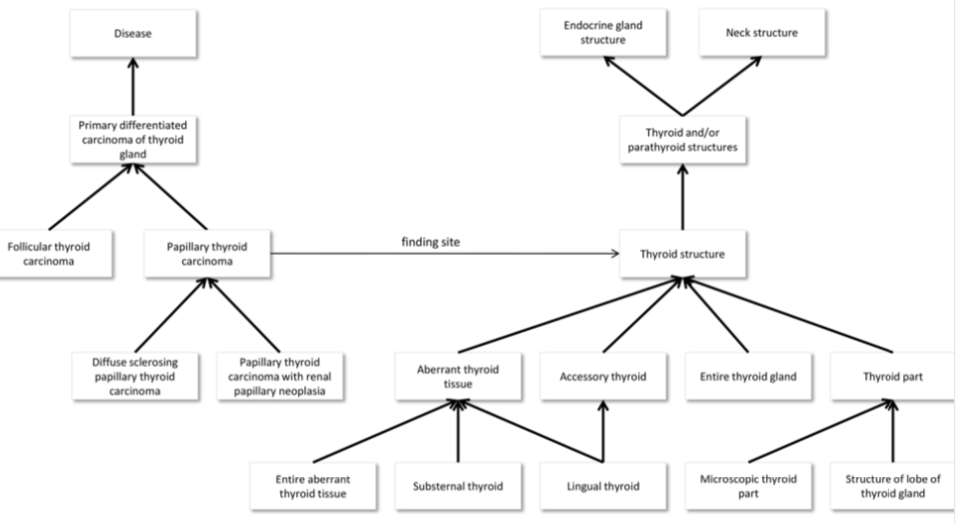 Disease
Endocrine gland
structure
Neck structure
Primary differentiated
carcinoma of thyroid
gland
Thyroid and/or
parathyroid structures
Follicular thyroid
carcinoma
Papillary thyroid
carcinoma
finding site
Thyroid structure
Diffuse sclerosing
papillary thyroid
carcinoma
Papillary thyroid
carcinoma with renal
papillary neoplasia
Aberrant thyroid
tissue
Accessory thyroid
Entire thyroid gland
Thyroid part
Entire aberrant
thyroid tissue
Substernal thyroid
Lingual thyroid
Microscopic thyroid
part
Structure of lobe of
thyroid gland